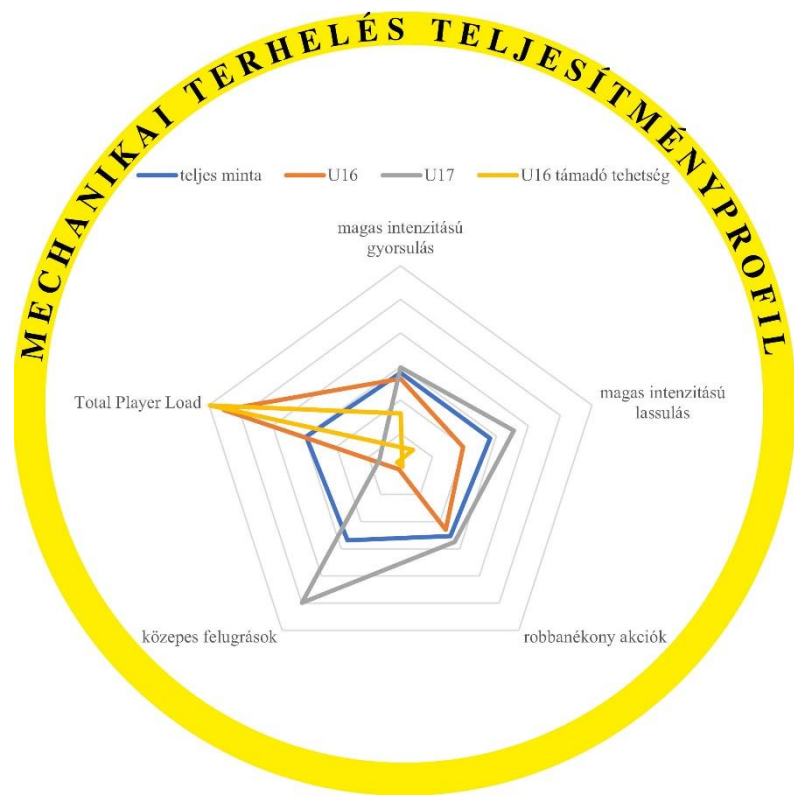 MECHANIKAI TERHELÉS TELJESÍTMÉNYPROFIL
teljes minta U16 U17 U16 támadó tehetség
magas intenzitású
gyorsulás
Total Player Load
magas intenzitású
lassulás
közepes felugrások
robbanékony akciók